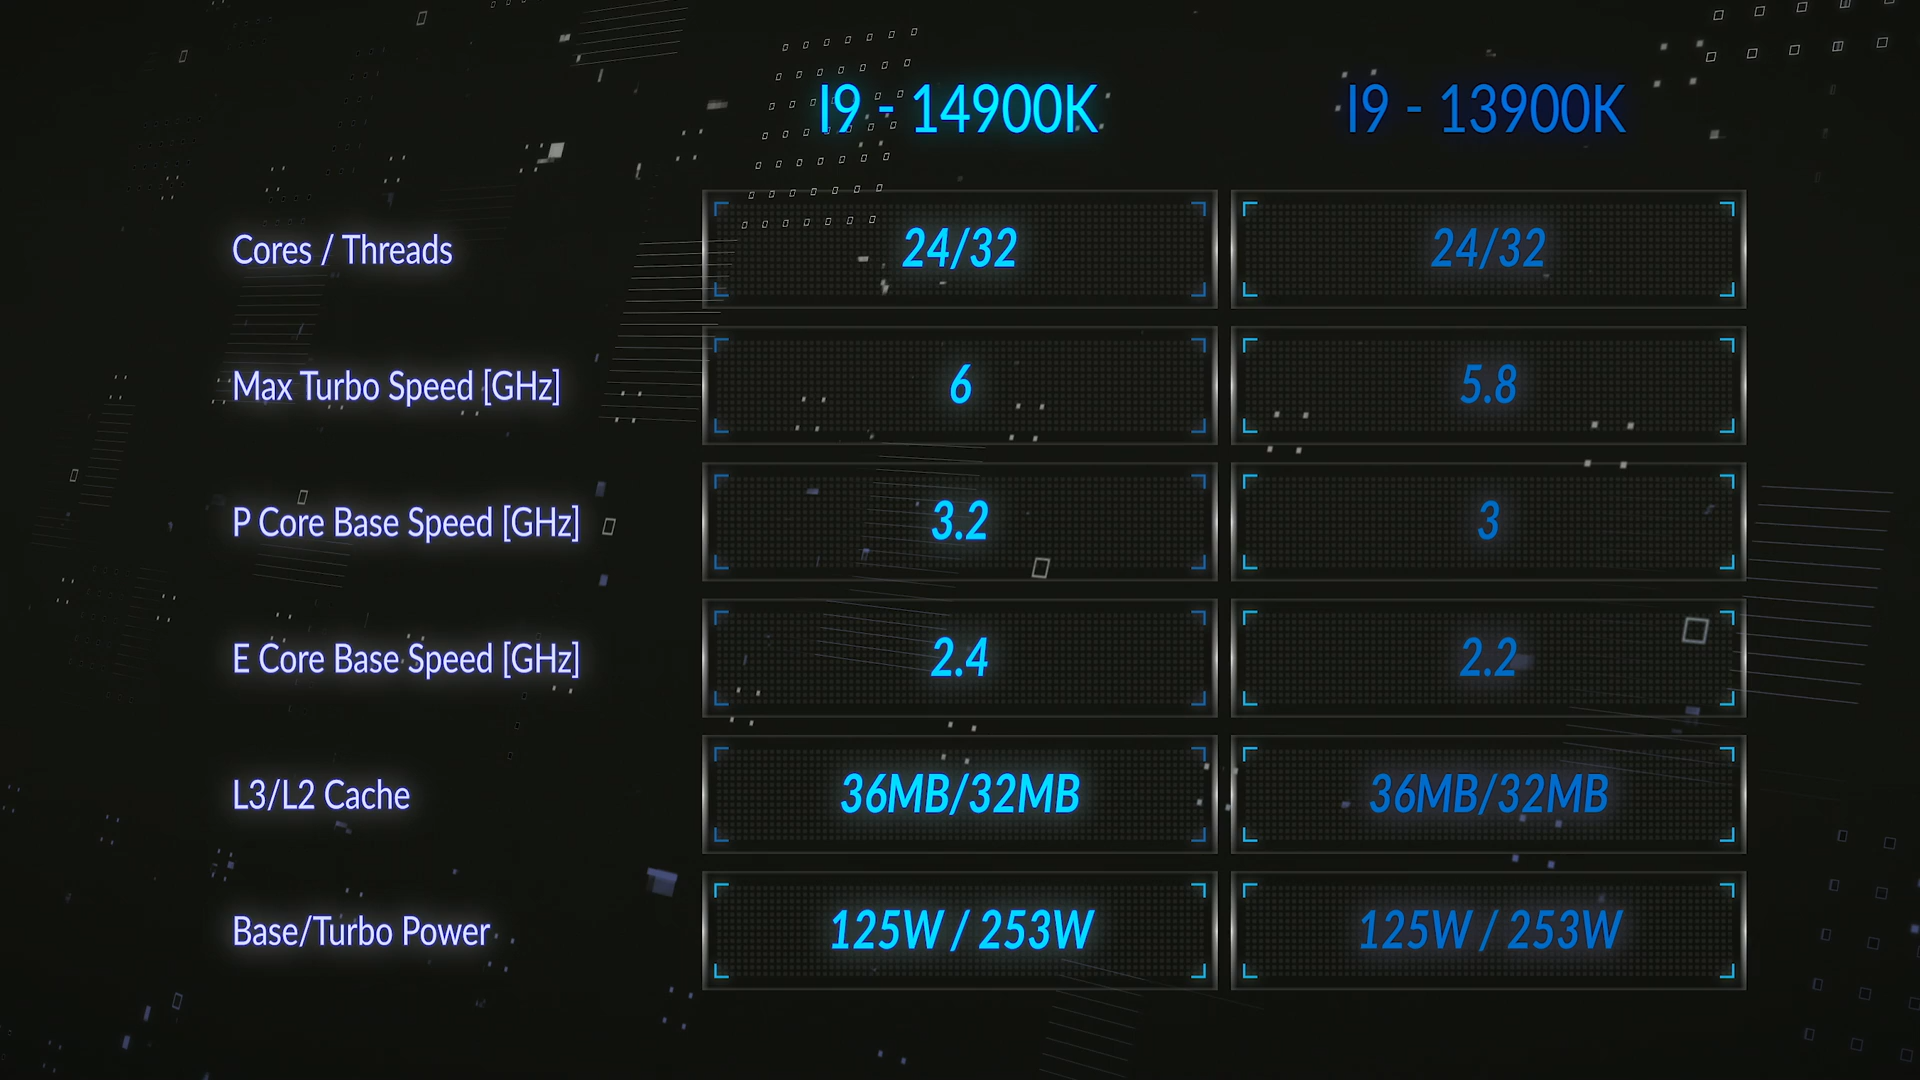 I9 - 14900K I9 - 13900K
Cores / Threads 24/32 24/32
Max Turbo Speed [GHz] 6 5.8
P Core Base Speed [GHz] 3.2 3
E Core Base Speed [GHz] 2.4 2.2
L3/L2 Cache 36MB/32MB 36MB/32MB
Base/Turbo Power 125W / 253W 125W / 253W